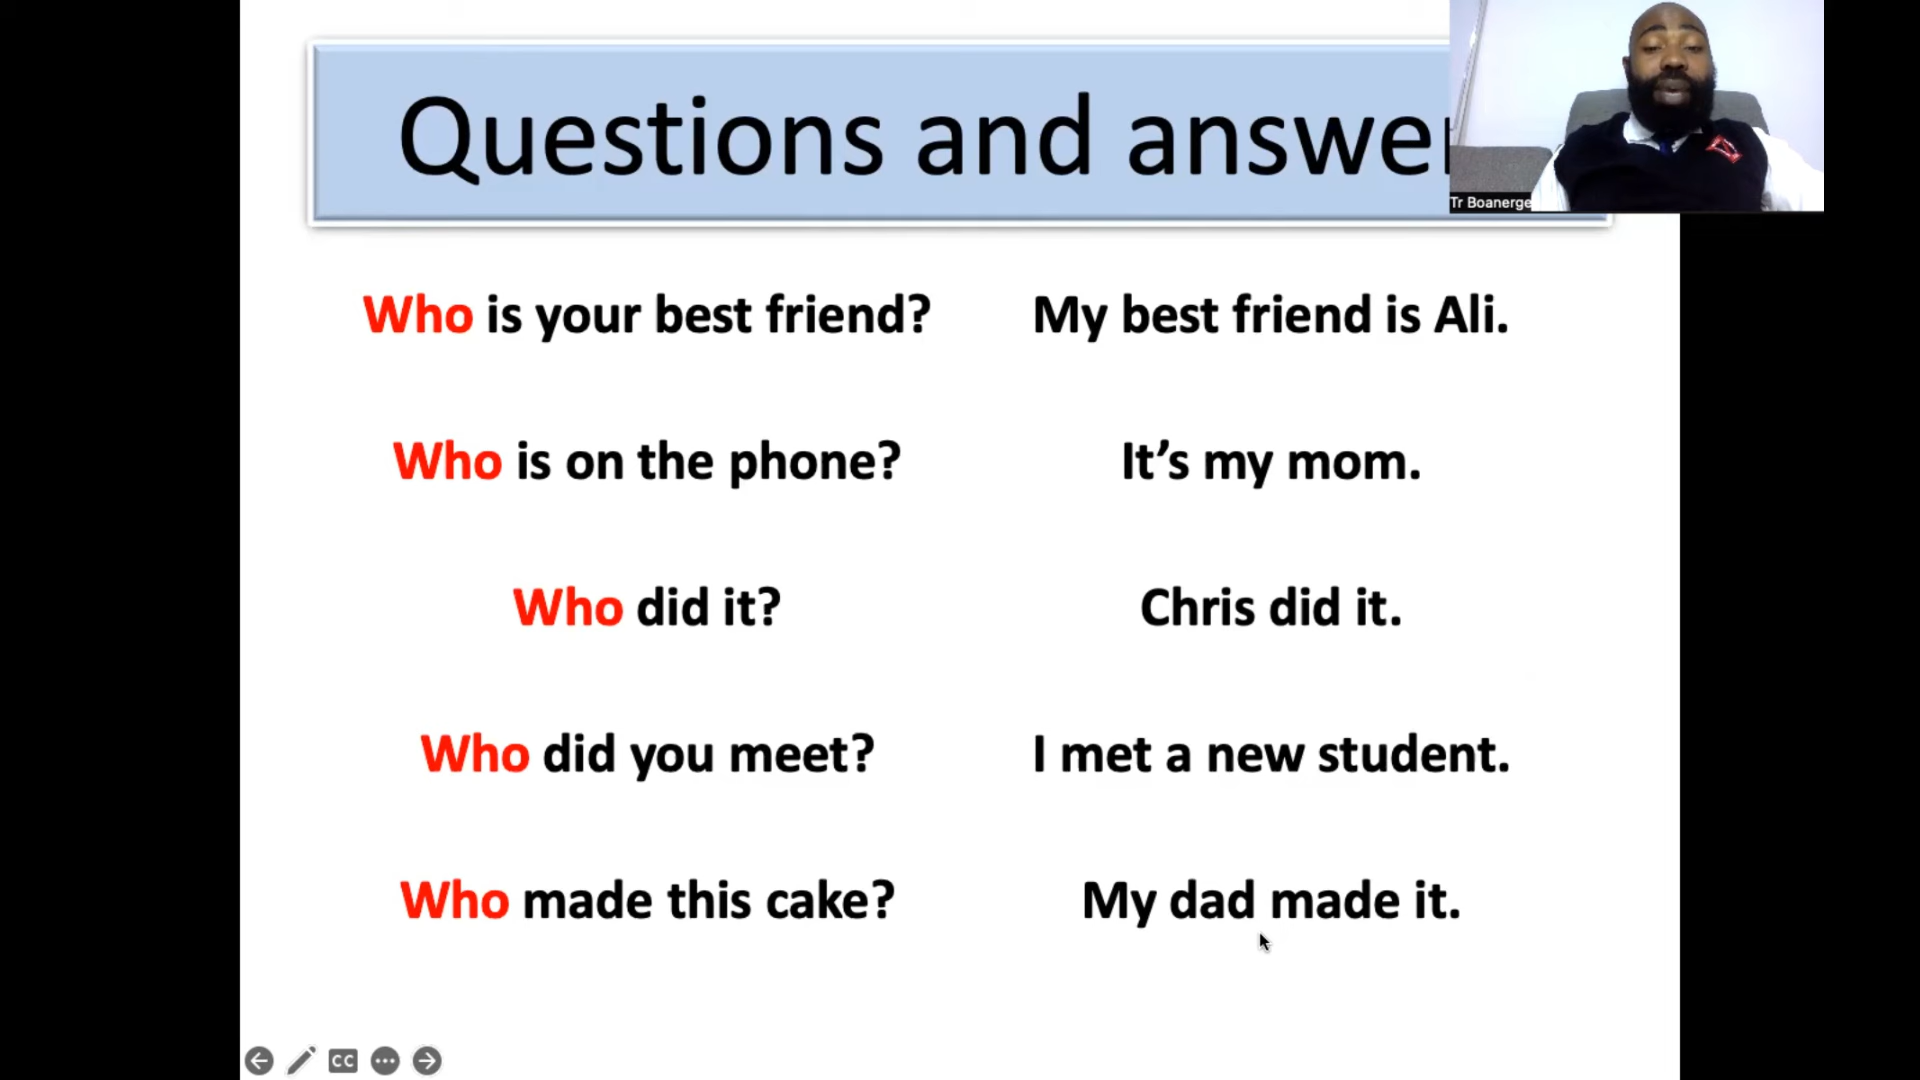 Questions and answer
Tr Boanerge
Who is your best friend? My best friend is Ali.
Who is on the phone? It’s my mom.
Who did it? Chris did it.
Who did you meet? I met a new student.
Who made this cake? My dad made it.
CC